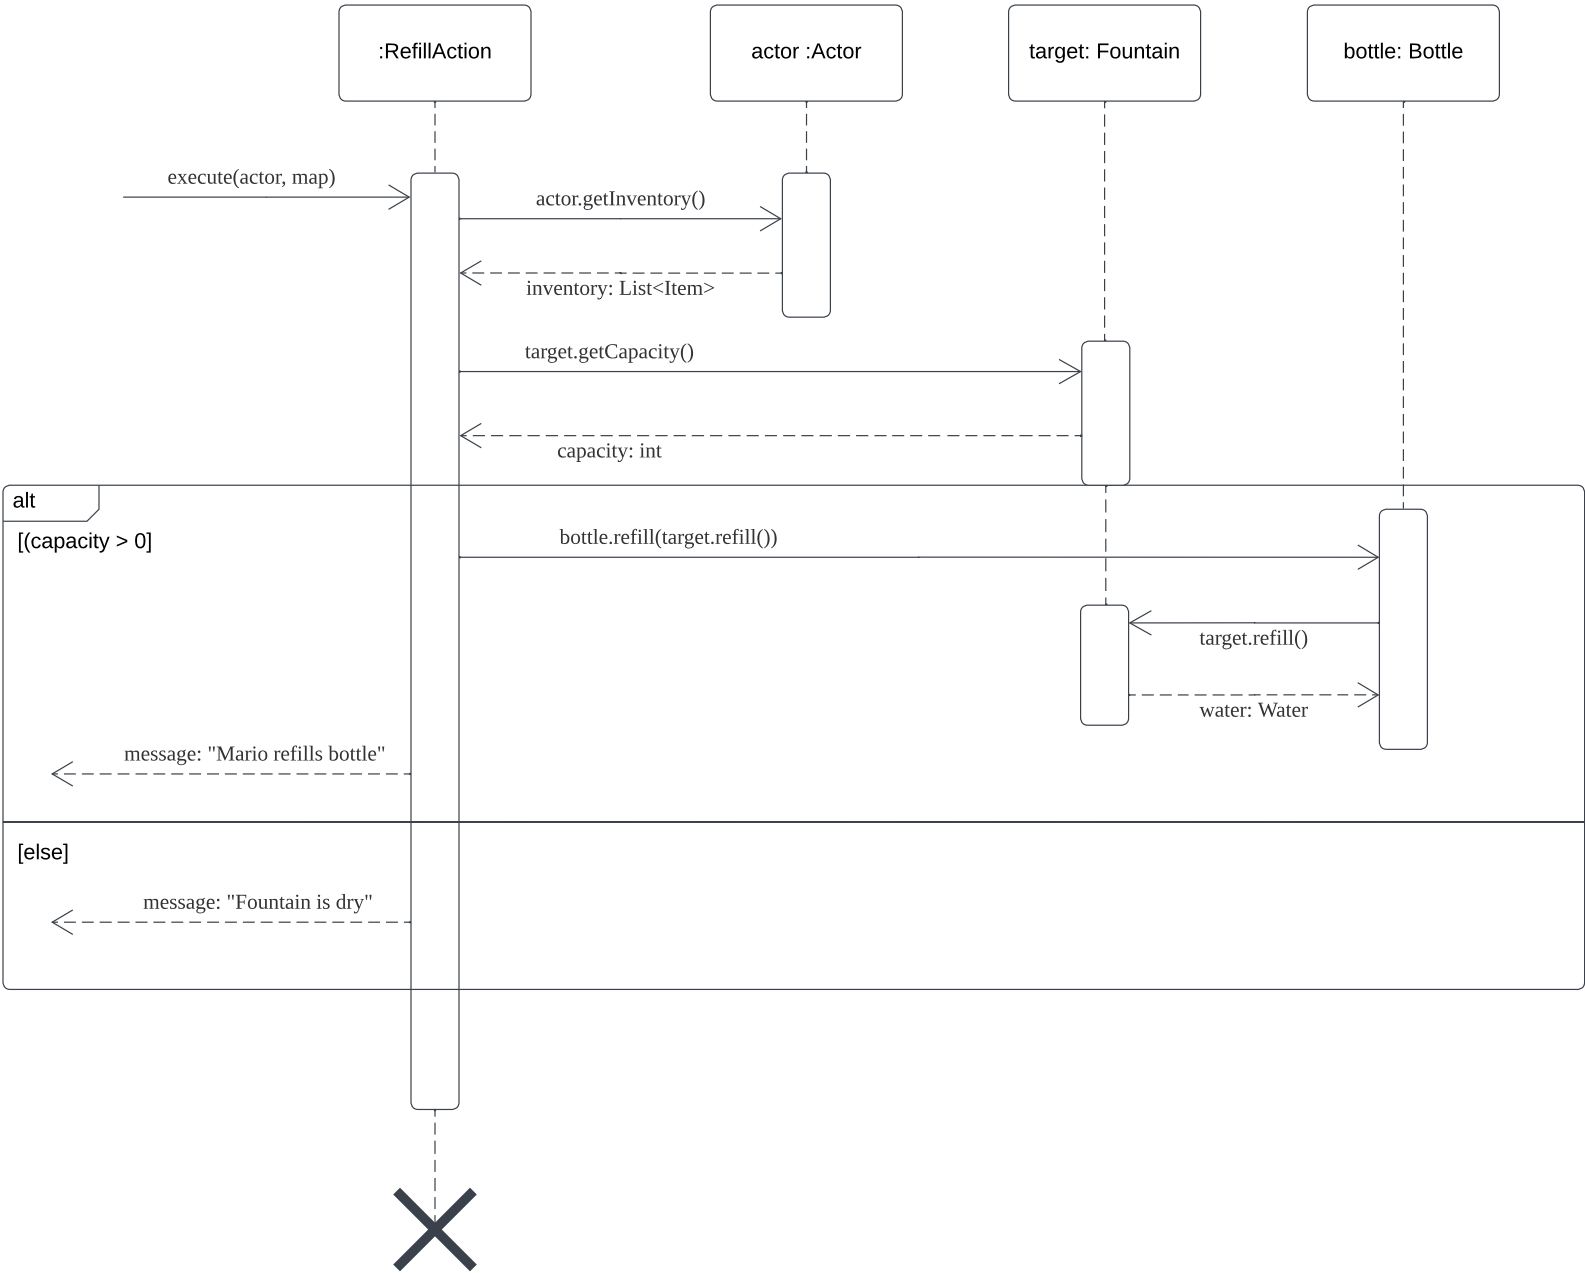 :RefillAction
actor :Actor
target: Fountain
bottle: Bottle
execute(actor, map)
actor.getInventory()
inventory: List<Item>
target.getCapacity()
capacity: int
alt
[(capacity > 0]
bottle.refill(target.refill())
target.refill()
water: Water
message: "Mario refills bottle"
[else]
message: "Fountain is dry"